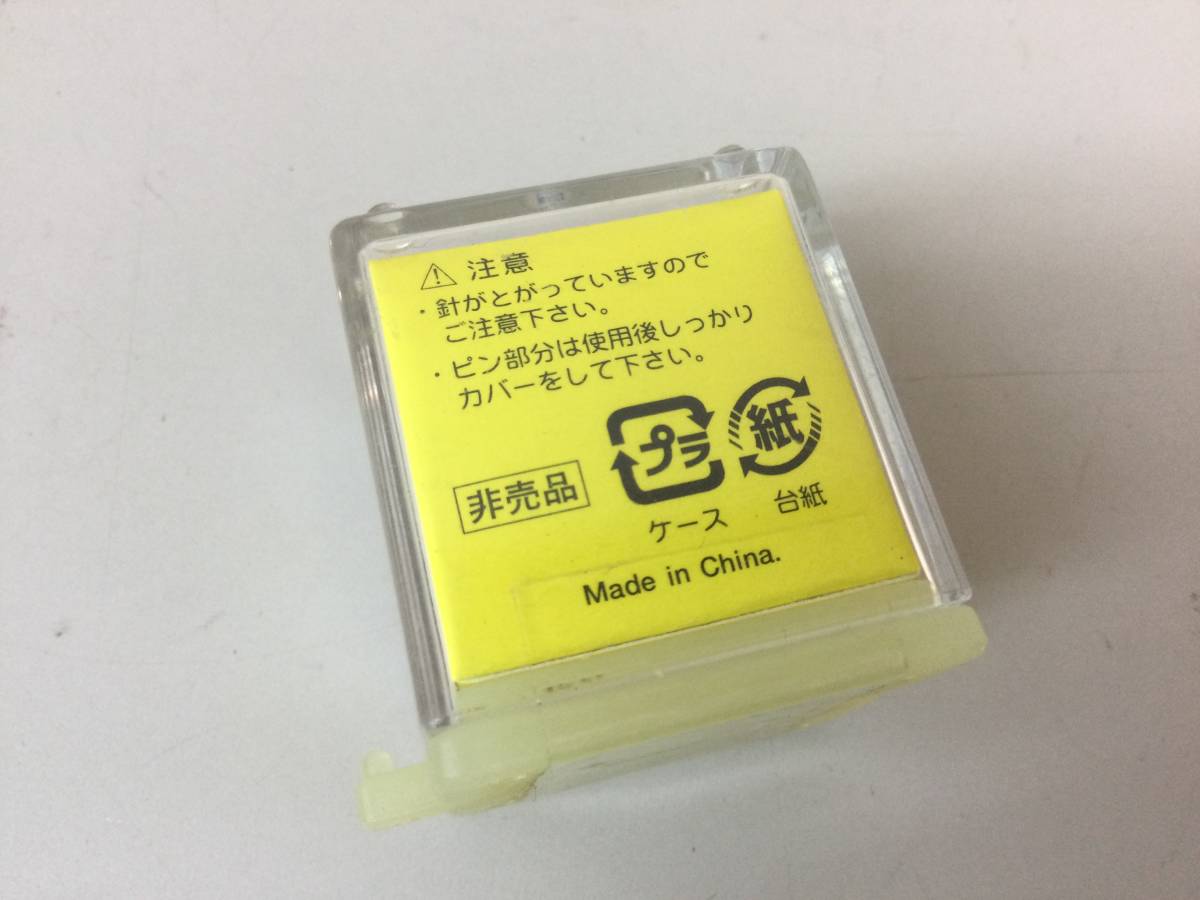 ⚠ 注意
・針がとがっていますので
ご注意下さい。
・ピン部分は使用後しっかり
カバーをして下さい。
非売品
プラ
紙
ケース
台紙
Made in China.